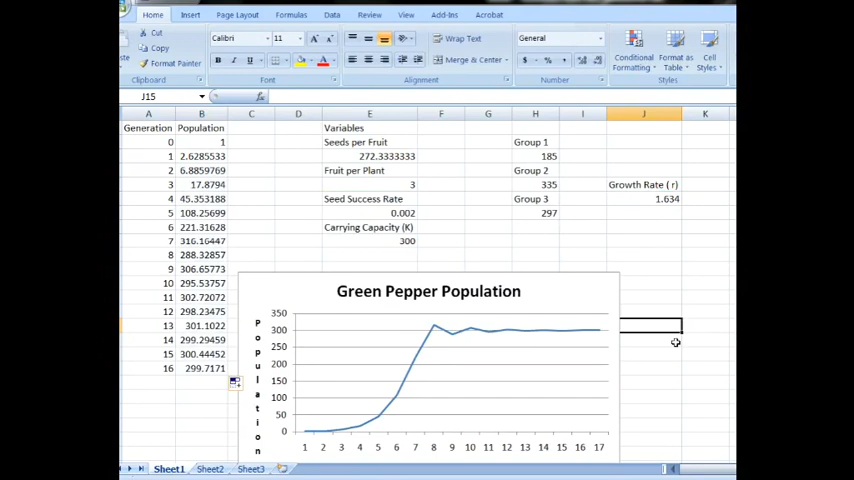 Home Insert Page Layout Formulas Data Review View Add-Ins Acrobat
Cut
Copy
Format Painter
Calibri 11 A A Wrap Text General
B I U A Merge & Center $ % , Conditional Formatting Format as Table Cell Styles
Clipboard Font Alignment Number Styles
J15 fx
A B C D E F G H I J K
Generation Population Variables
0 1 Seeds per Fruit Group 1
1 2.6285533 272.3333333 185
2 6.8859769 Fruit per Plant Group 2
3 17.8794 3 335 Growth Rate ( r)
4 45.353188 Seed Success Rate Group 3 1.634
5 108.25699 0.002 297
6 221.31628 Carrying Capacity (K)
7 316.16447 300
8 288.32857
9 306.65773
10 295.53757
11 302.72072
12 298.23475
13 301.1022
14 299.29459
15 300.44452
16 299.7171
Green Pepper Population
Population
350
300
250
200
150
100
50
0
1 2 3 4 5 6 7 8 9 10 11 12 13 14 15 16 17
Sheet1 Sheet2 Sheet3